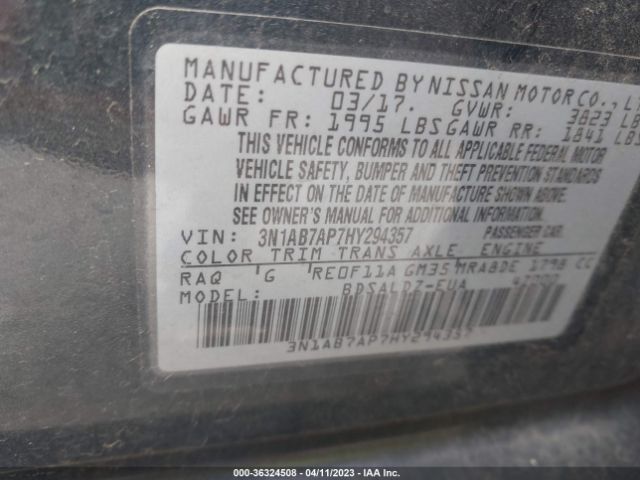 MANUFACTURED BY NISSAN MOTOR CO., L
DATE: 03/17. GVWR: 3823 LB
GAWR FR: 1995 LBS GAWR RR: 1841 LBS
THIS VEHICLE CONFORMS TO ALL APPLICABLE FEDERAL MOTOR
VEHICLE SAFETY, BUMPER AND THEFT PREVENTION STANDARDS
IN EFFECT ON THE DATE OF MANUFACTURE SHOWN ABOVE.
SEE OWNER'S MANUAL FOR ADDITIONAL INFORMATION.
VIN: 3N1AB7AP7HY294357 PASSENGER CAR
COLOR TRIM TRANS AXLE ENGINE
RAQ G RE0F11A GM35 MRA8DE 1798 CC
MODEL: BDSALDZ-EUA
3N1AB7AP7HY294357
000-36324508 - 04/11/2023 - IAA Inc.